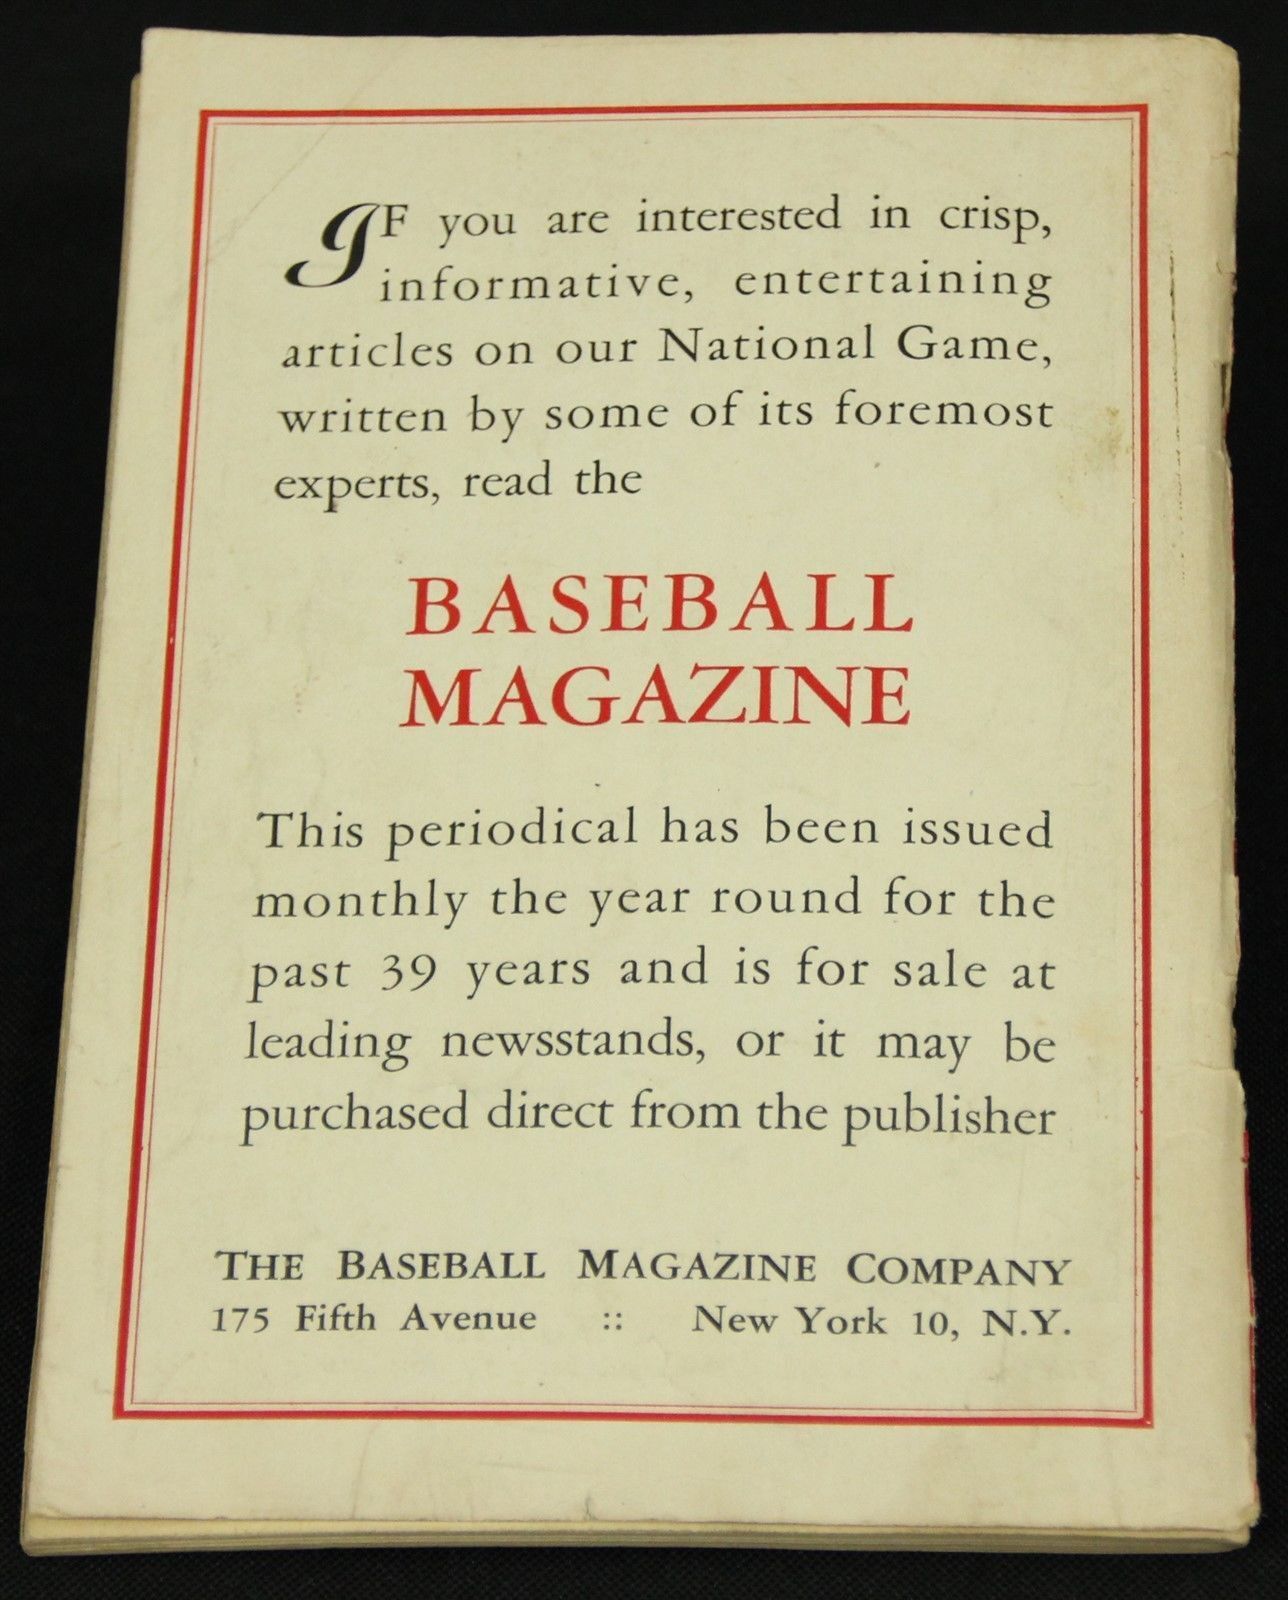 IF you are interested in crisp,
informative, entertaining
articles on our National Game,
written by some of its foremost
experts, read the
BASEBALL
MAGAZINE
This periodical has been issued
monthly the year round for the
past 39 years and is for sale at
leading newsstands, or it may be
purchased direct from the publisher
THE BASEBALL MAGAZINE COMPANY
175 Fifth Avenue :: New York 10, N.Y.